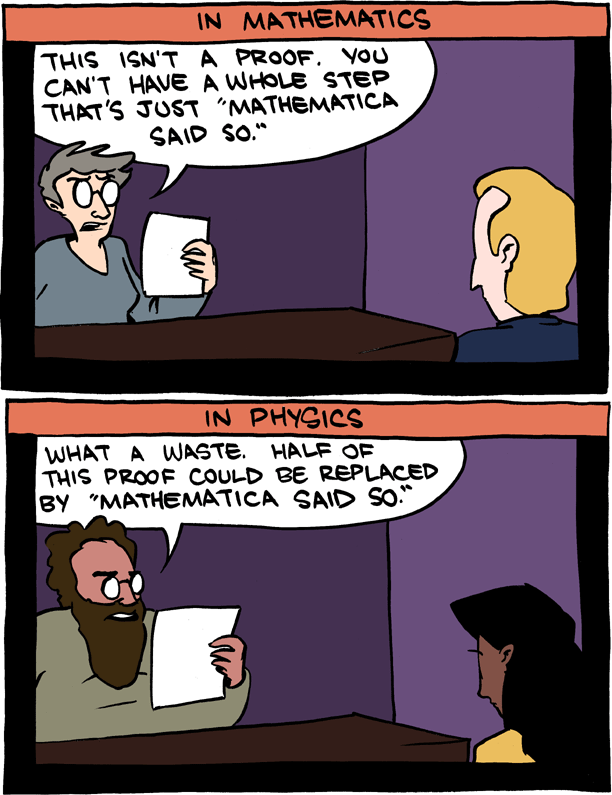 IN MATHEMATICS
THIS ISN'T A PROOF. YOU
CAN'T HAVE A WHOLE STEP
THAT'S JUST "MATHEMATICA
SAID SO."
IN PHYSICS
WHAT A WASTE. HALF OF
THIS PROOF COULD BE REPLACED
BY "MATHEMATICA SAID SO."